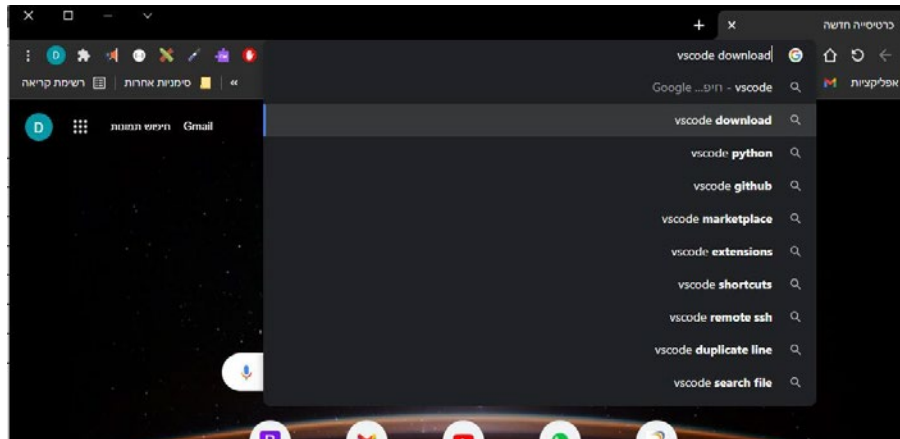 כרטיסייה חדשה
vscode download
אפליקציות
סימניות אחרות
רשימת קריאה
Gmail חיפוש תמונות
vscode - חיפ... Google
vscode download
vscode python
vscode github
vscode marketplace
vscode extensions
vscode shortcuts
vscode remote ssh
vscode duplicate line
vscode search file
D
D